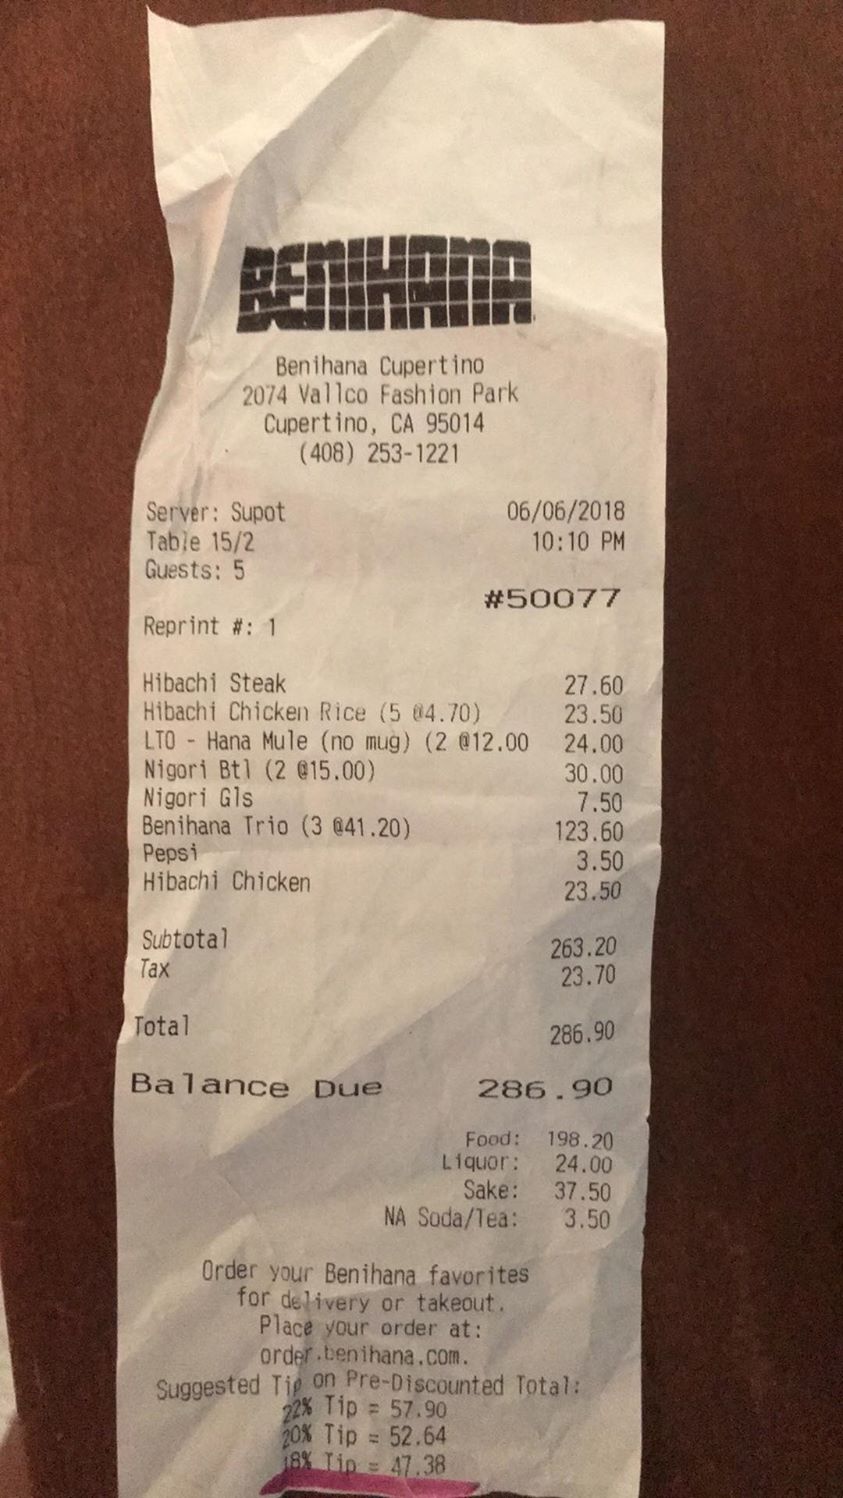 BENIHANA
Benihana Cupertino
2074 Vallco Fashion Park
Cupertino, CA 95014
(408) 253-1221
Server: Supot 06/06/2018
Table 15/2 10:10 PM
Guests: 5
#50077
Reprint #: 1
Hibachi Steak 27.60
Hibachi Chicken Rice (5 @4.70) 23.50
LTO - Hana Mule (no mug) (2 @12.00 24.00
Nigori Btl (2 @15.00) 30.00
Nigori Gls 7.50
Benihana Trio (3 @41.20) 123.60
Pepsi 3.50
Hibachi Chicken 23.50
Subtotal 263.20
Tax 23.70
Total 286.90
Balance Due 286.90
Food: 198.20
Liquor: 24.00
Sake: 37.50
NA Soda/Tea: 3.50
Order your Benihana favorites
for delivery or takeout.
Place your order at:
order.benihana.com.
Suggested Tip on Pre-Discounted Total:
22% Tip = 57.90
20% Tip = 52.64
18% Tip = 47.38